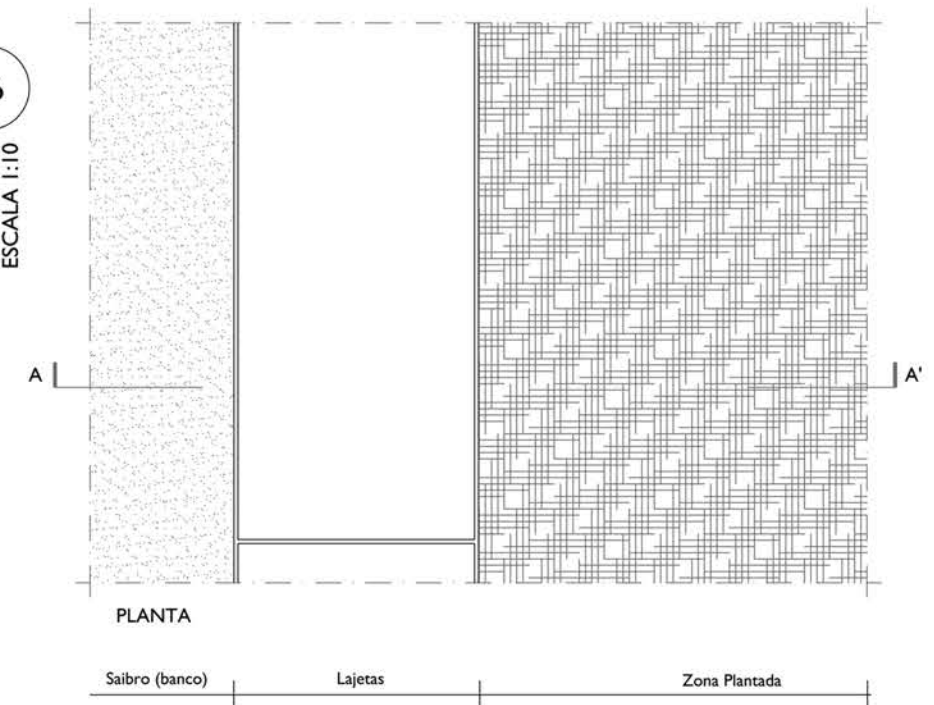 ESCALA 1:10
A
A'
PLANTA
Saibro (banco)
Lajetas
Zona Plantada